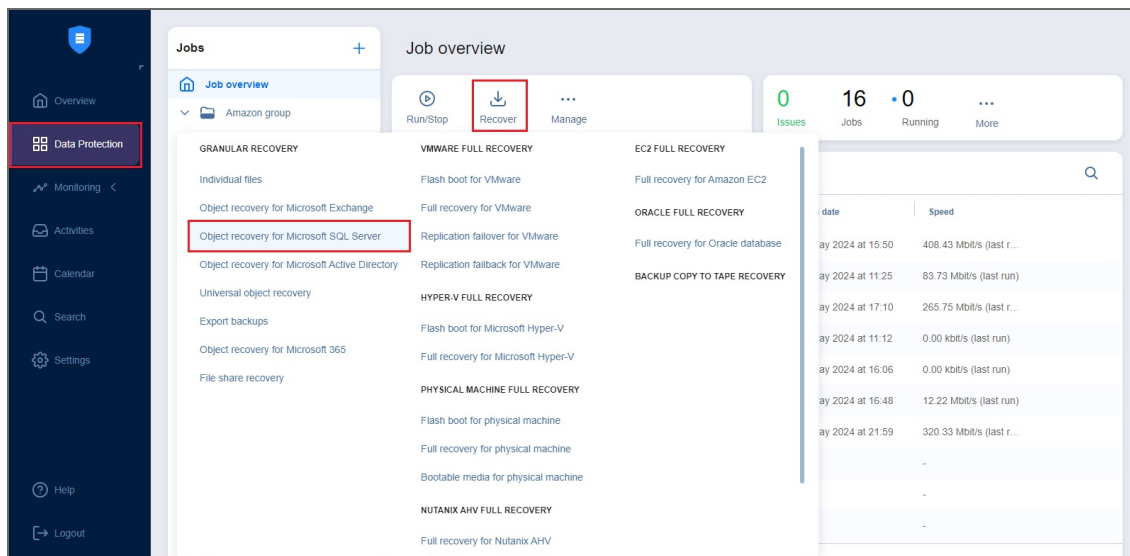 Overview
Data Protection
Monitoring
Activities
Calendar
Search
Settings
Help
Logout
Jobs
Job overview
Amazon group
Job overview
Run/Stop
Recover
Manage
0
Issues
16
Jobs
0
Running
More
GRANULAR RECOVERY
Individual files
Object recovery for Microsoft Exchange
Object recovery for Microsoft SQL Server
Object recovery for Microsoft Active Directory
Universal object recovery
Export backups
Object recovery for Microsoft 365
File share recovery
VMWARE FULL RECOVERY
Flash boot for VMware
Full recovery for VMware
Replication failover for VMware
Replication failback for VMware
HYPER-V FULL RECOVERY
Flash boot for Microsoft Hyper-V
Full recovery for Microsoft Hyper-V
PHYSICAL MACHINE FULL RECOVERY
Flash boot for physical machine
Full recovery for physical machine
Bootable media for physical machine
NUTANIX AHV FULL RECOVERY
Full recovery for Nutanix AHV
EC2 FULL RECOVERY
Full recovery for Amazon EC2
ORACLE FULL RECOVERY
Full recovery for Oracle database
BACKUP COPY TO TAPE RECOVERY
date Speed
ay 2024 at 15:50 408.43 Mbit/s (last r...
ay 2024 at 11:25 83.73 Mbit/s (last run)
ay 2024 at 17:10 265.75 Mbit/s (last r...
ay 2024 at 11:12 0.00 kbit/s (last run)
ay 2024 at 16:06 0.00 kbit/s (last run)
ay 2024 at 16:48 12.22 Mbit/s (last run)
ay 2024 at 21:59 320.33 Mbit/s (last r...
-
-
-